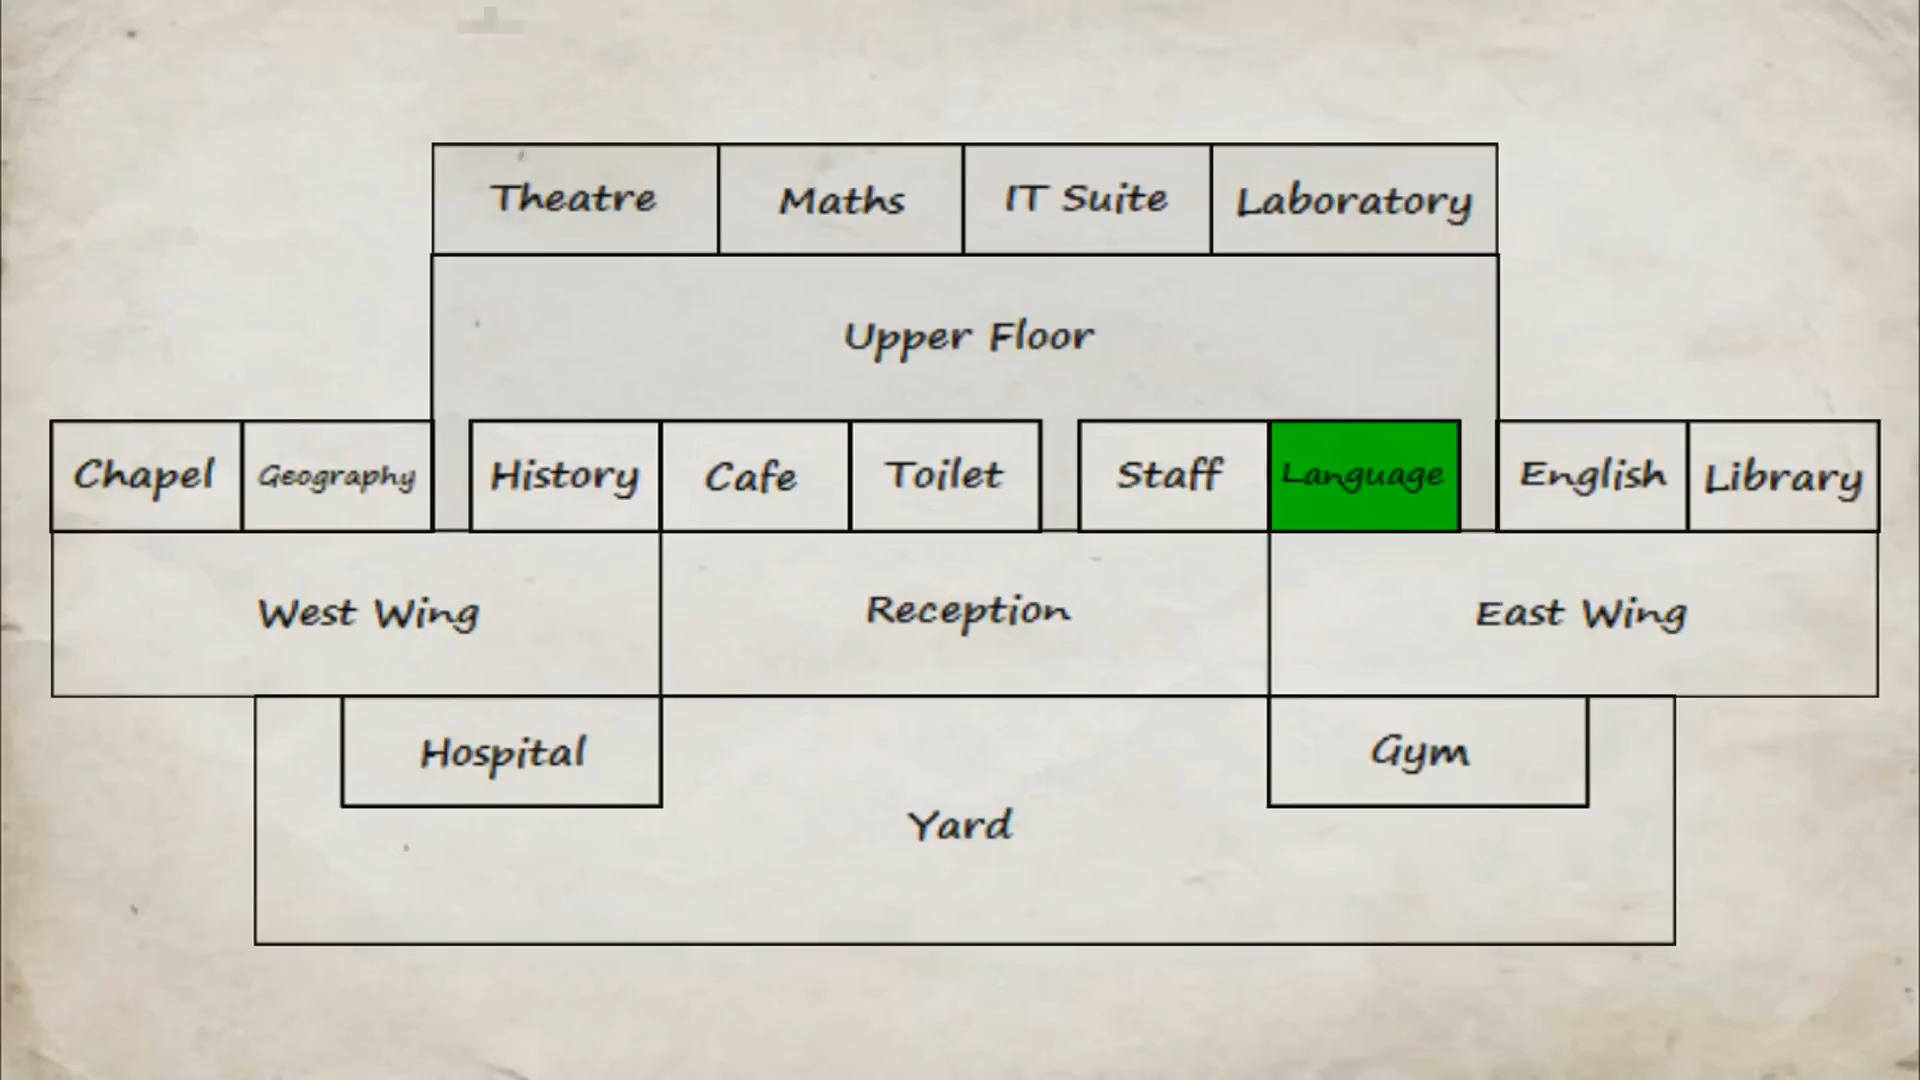 Theatre
Maths
IT Suite
Laboratory
Upper Floor
Chapel
Geography
History
Cafe
Toilet
Staff
Language
English
Library
West Wing
Reception
East Wing
Hospital
Gym
Yard